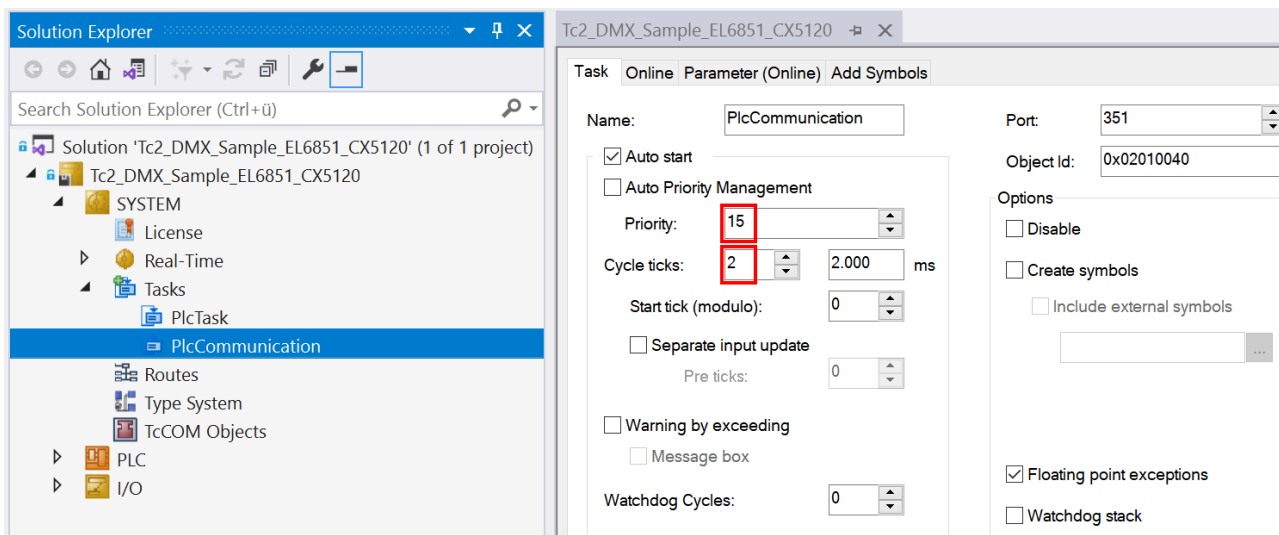 Solution Explorer
Search Solution Explorer (Ctrl+ü)
Solution 'Tc2_DMX_Sample_EL6851_CX5120' (1 of 1 project)
Tc2_DMX_Sample_EL6851_CX5120
SYSTEM
License
Real-Time
Tasks
PlcTask
PlcCommunication
Routes
Type System
TcCOM Objects
PLC
I/O
Tc2_DMX_Sample_EL6851_CX5120
Task Online Parameter (Online) Add Symbols
Name: PlcCommunication
Auto start
Auto Priority Management
Priority: 15
Cycle ticks: 2 2.000 ms
Start tick (modulo): 0
Separate input update
Pre ticks: 0
Warning by exceeding
Message box
Watchdog Cycles: 0
Port: 351
Object Id: 0x02010040
Options
Disable
Create symbols
Include external symbols
...
Floating point exceptions
Watchdog stack